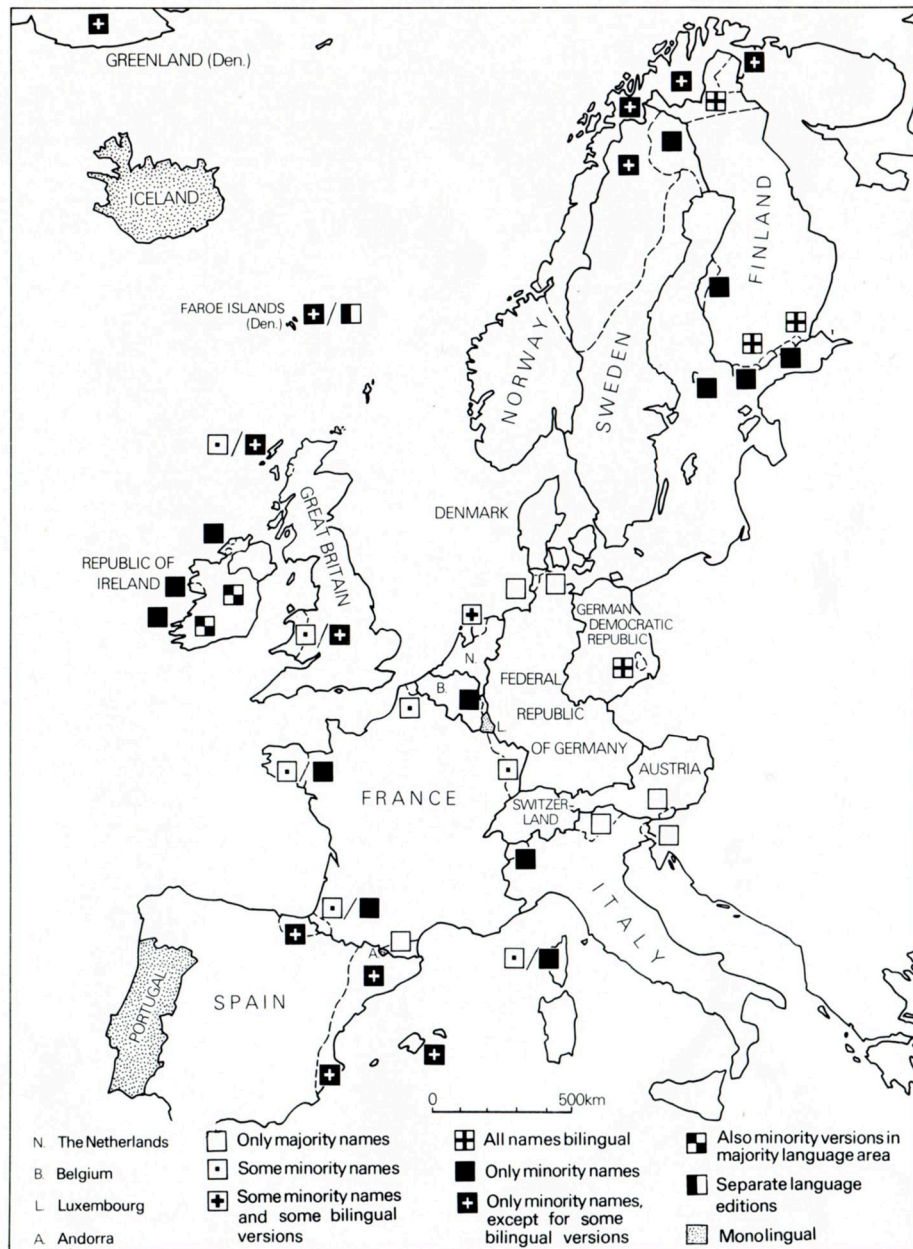 GREENLAND (Den.)
ICELAND
FAROE ISLANDS
(Den.)
NORWAY
SWEDEN
FINLAND
GREAT BRITAIN
DENMARK
REPUBLIC OF
IRELAND
GERMAN
DEMOCRATIC
REPUBLIC
N.
B.
L.
FEDERAL
REPUBLIC
OF GERMANY
AUSTRIA
FRANCE
SWITZER-
LAND
ITALY
A.
SPAIN
PORTUGAL
0 500km
N. The Netherlands
B. Belgium
L Luxembourg
A. Andorra
Only majority names
Some minority names
Some minority names
and some bilingual
versions
All names bilingual
Only minority names
Only minority names,
except for some
bilingual versions
Also minority versions in
majority language area
Separate language
editions
Monolingual